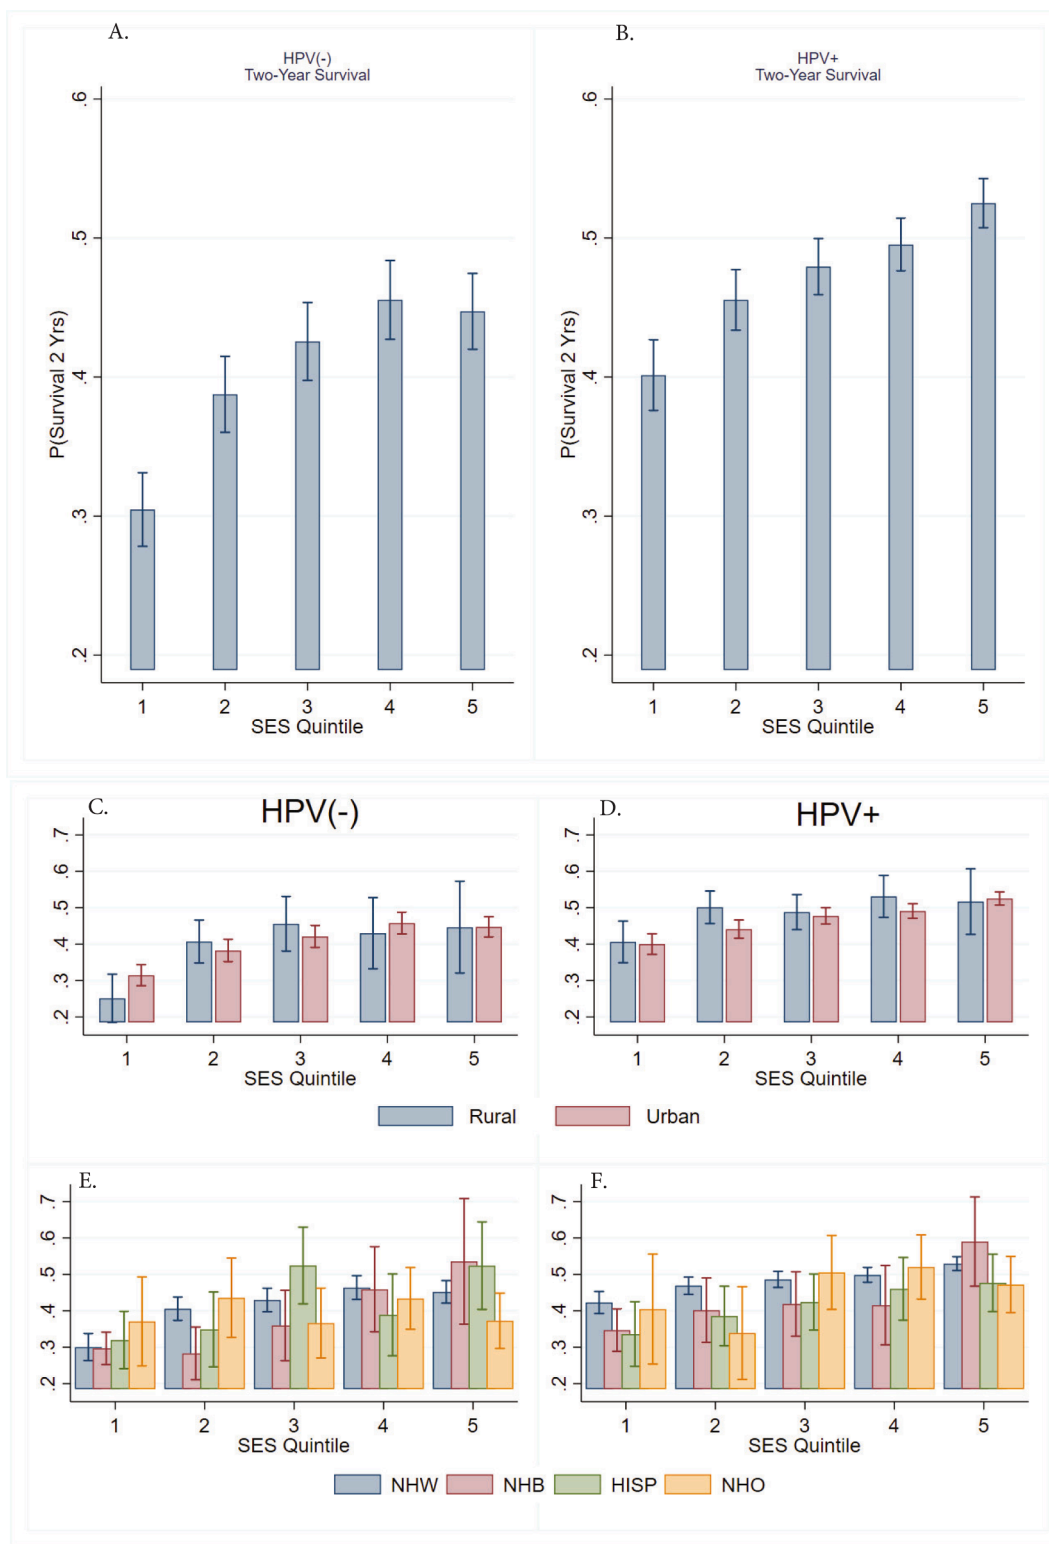 A.
HPV(-)
Two-Year Survival
P(Survival 2 Yrs)
.6
.5
.4
.3
.2
1 2 3 4 5
SES Quintile
B.
HPV+
Two-Year Survival
P(Survival 2 Yrs)
.6
.5
.4
.3
.2
1 2 3 4 5
SES Quintile
C.
HPV(-)
.7
.6
.5
.4
.3
.2
1 2 3 4 5
SES Quintile
D.
HPV+
.7
.6
.5
.4
.3
.2
1 2 3 4 5
SES Quintile
Rural Urban
E.
.7
.6
.5
.4
.3
.2
1 2 3 4 5
SES Quintile
F.
.7
.6
.5
.4
.3
.2
1 2 3 4 5
SES Quintile
NHW NHB HISP NHO